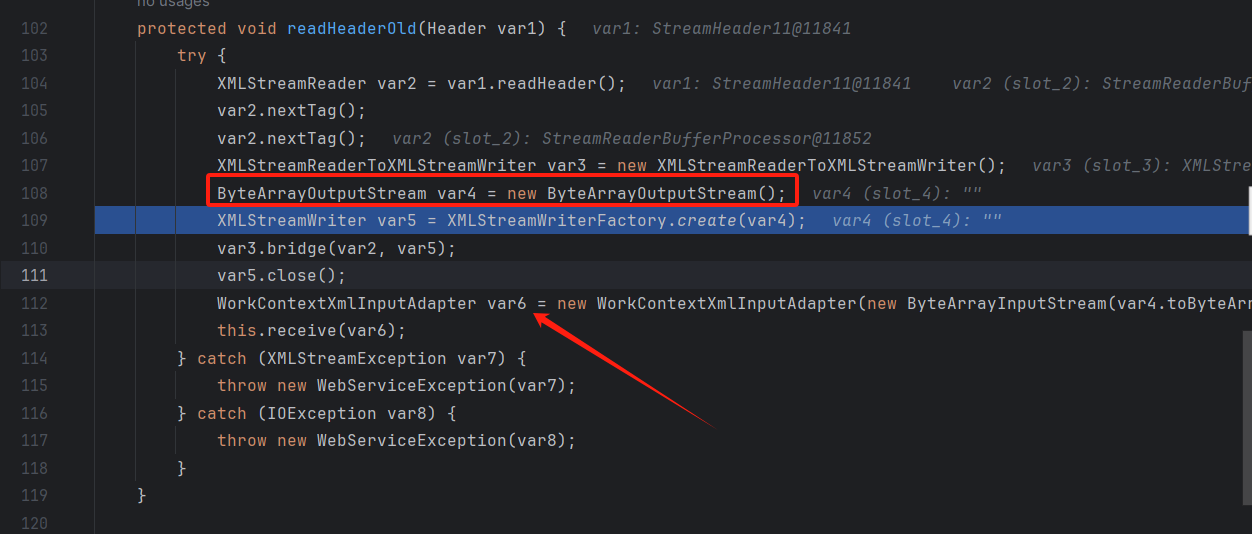 no usages
102 protected void readHeaderOld(Header var1) { var1: StreamHeader11@11841
103 try {
104 XMLStreamReader var2 = var1.readHeader(); var1: StreamHeader11@11841 var2 (slot_2): StreamReaderBuf
105 var2.nextTag();
106 var2.nextTag(); var2 (slot_2): StreamReaderBufferProcessor@11852
107 XMLStreamReaderToXMLStreamWriter var3 = new XMLStreamReaderToXMLStreamWriter(); var3 (slot_3): XMLStre
108 ByteArrayOutputStream var4 = new ByteArrayOutputStream(); var4 (slot_4): ""
109 XMLStreamWriter var5 = XMLStreamWriterFactory.create(var4); var4 (slot_4): ""
110 var3.bridge(var2, var5);
111 var5.close();
112 WorkContextXmlInputAdapter var6 = new WorkContextXmlInputAdapter(new ByteArrayInputStream(var4.toByteArr
113 this.receive(var6);
114 } catch (XMLStreamException var7) {
115 throw new WebServiceException(var7);
116 } catch (IOException var8) {
117 throw new WebServiceException(var8);
118 }
119 }
120